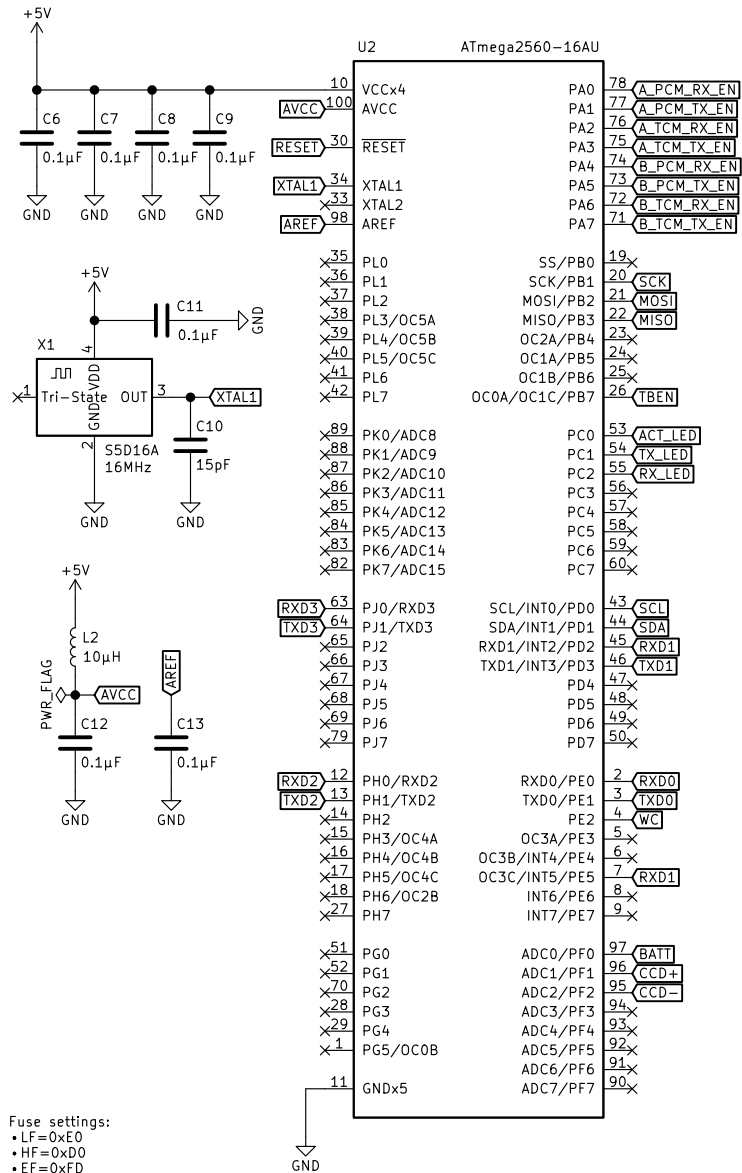 +5V
C6
0.1µF
GND
C7
0.1µF
GND
C8
0.1µF
GND
C9
0.1µF
GND
U2
ATmega2560-16AU
10 VCCx4
AVCC 100 AVCC
RESET 30 RESET
XTAL1 34 XTAL1
33 XTAL2
AREF 98 AREF
35 PL0
36 PL1
37 PL2
38 PL3/OC5A
39 PL4/OC5B
40 PL5/OC5C
41 PL6
42 PL7
89 PK0/ADC8
88 PK1/ADC9
87 PK2/ADC10
86 PK3/ADC11
85 PK4/ADC12
84 PK5/ADC13
83 PK6/ADC14
82 PK7/ADC15
RXD3 63 PJ0/RXD3
TXD3 64 PJ1/TXD3
65 PJ2
66 PJ3
67 PJ4
68 PJ5
69 PJ6
79 PJ7
RXD2 12 PH0/RXD2
TXD2 13 PH1/TXD2
14 PH2
15 PH3/OC4A
16 PH4/OC4B
17 PH5/OC4C
18 PH6/OC2B
27 PH7
51 PG0
52 PG1
70 PG2
28 PG3
29 PG4
1 PG5/OC0B
11 GNDx5
GND
PA0 78 A_PCM_RX_EN
PA1 77 A_PCM_TX_EN
PA2 76 A_TCM_RX_EN
PA3 75 A_TCM_TX_EN
PA4 74 B_PCM_RX_EN
PA5 73 B_PCM_TX_EN
PA6 72 B_TCM_RX_EN
PA7 71 B_TCM_TX_EN
SS/PB0 19
SCK/PB1 20 SCK
MOSI/PB2 21 MOSI
MISO/PB3 22 MISO
OC2A/PB4 23
OC1A/PB5 24
OC1B/PB6 25
OC0A/OC1C/PB7 26 TBEN
PC0 53 ACT_LED
PC1 54 TX_LED
PC2 55 RX_LED
PC3 56
PC4 57
PC5 58
PC6 59
PC7 60
SCL/INT0/PD0 43 SCL
SDA/INT1/PD1 44 SDA
RXD1/INT2/PD2 45 RXD1
TXD1/INT3/PD3 46 TXD1
PD4 47
PD5 48
PD6 49
PD7 50
RXD0/PE0 2 RXD0
TXD0/PE1 3 TXD0
PE2 4 WC
OC3A/PE3 5
OC3B/INT4/PE4 6
OC3C/INT5/PE5 7 RXD1
INT6/PE6 8
INT7/PE7 9
ADC0/PF0 97 BATT
ADC1/PF1 96 CCD+
ADC2/PF2 95 CCD-
ADC3/PF3 94
ADC4/PF4 93
ADC5/PF5 92
ADC6/PF6 91
ADC7/PF7 90
+5V
C11
0.1µF
GND
X1
4
VDD
1 Tri-State OUT 3 XTAL1
GND
2
S5D16A
16MHz
GND
C10
15pF
GND
+5V
L2
10µH
PWR_FLAG
AVCC
C12
0.1µF
GND
AREF
C13
0.1µF
GND
Fuse settings:
• LF=0xE0
• HF=0xD0
• EF=0xFD